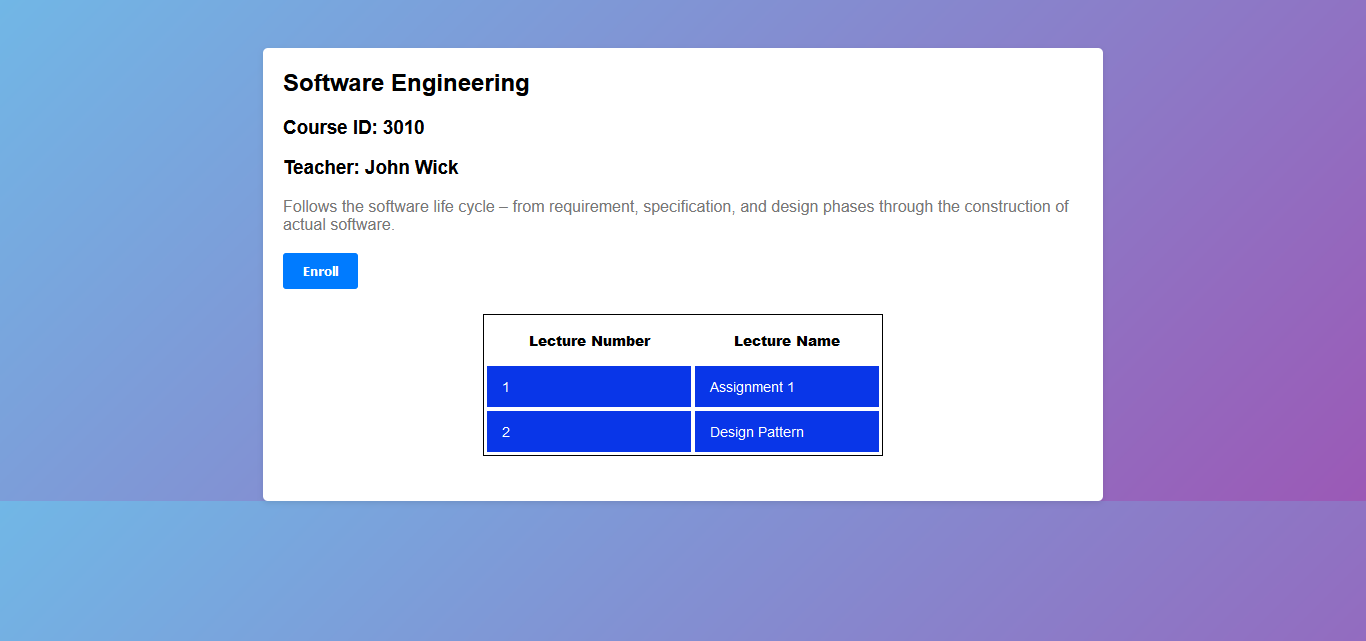 Software Engineering
Course ID: 3010
Teacher: John Wick
Follows the software life cycle – from requirement, specification, and design phases through the construction of
actual software.
Enroll
Lecture Number Lecture Name
1 Assignment 1
2 Design Pattern